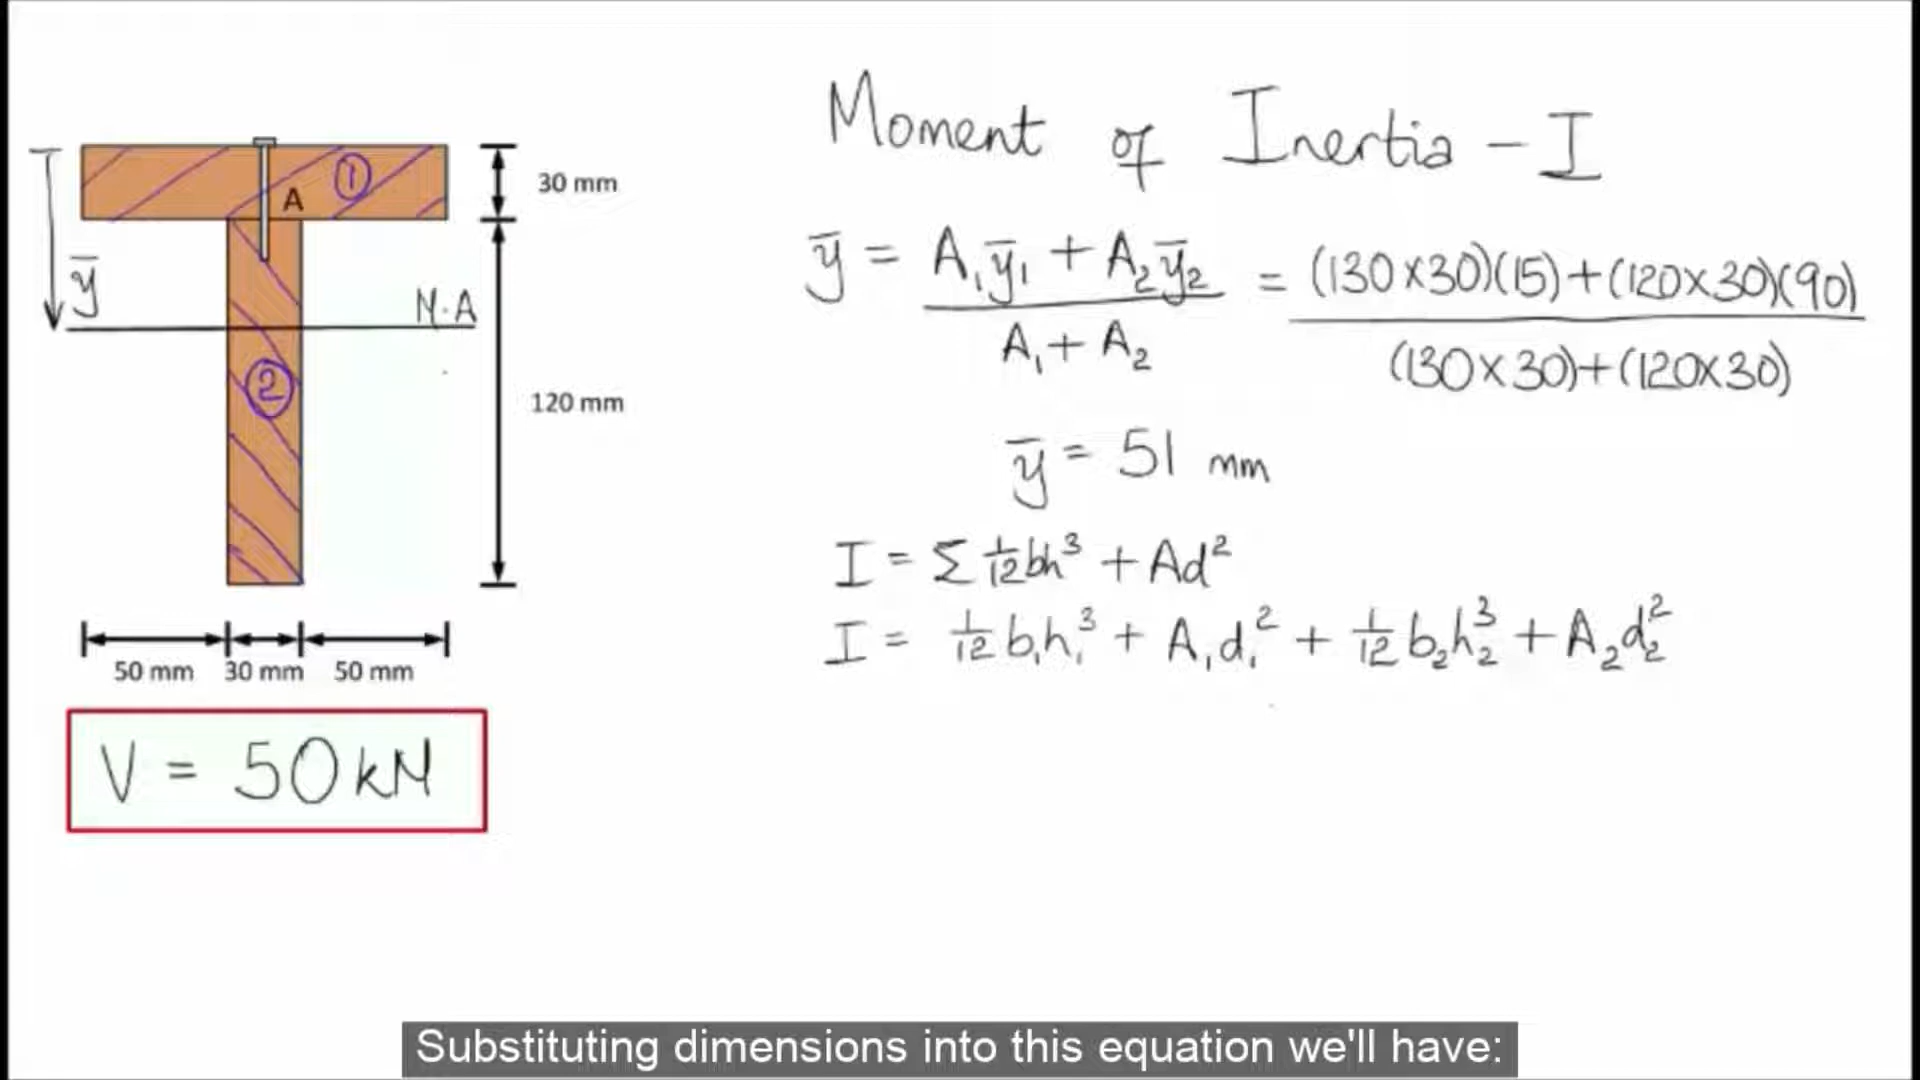 Moment of Inertia - I
① A
30 mm
ȳ
N.A
②
120 mm
50 mm 30 mm 50 mm
V = 50 kN
ȳ = (A₁ȳ₁ + A₂ȳ₂)/(A₁ + A₂) = ((130×30)(15)+(120×30)(90))/((130×30)+(120×30))
ȳ = 51 mm
I = Σ 1/12 bh³ + Ad²
I = 1/12 b₁h₁³ + A₁d₁² + 1/12 b₂h₂³ + A₂d₂²
Substituting dimensions into this equation we'll have: